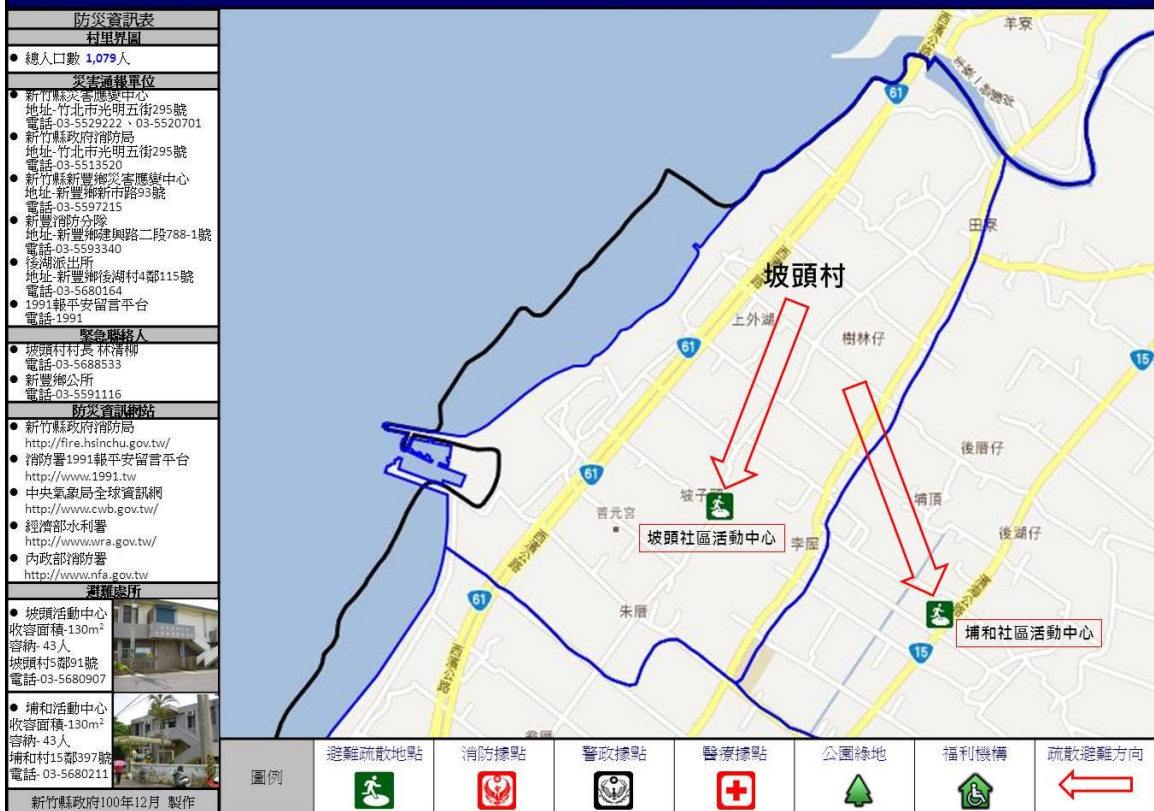 防災資訊表
村里界圖
● 總人口數 1,079人
災害通報單位
● 新竹縣災害應變中心
地址-竹北市光明五街295號
電話-03-5529222、03-5520701
● 新竹縣政府消防局
地址-竹北市光明五街295號
電話-03-5513520
● 新竹縣新豐鄉災害應變中心
地址-新豐鄉新市路93號
電話-03-5597215
● 新豐消防分隊
地址-新豐鄉建興路二段788-1號
電話-03-5593340
● 後湖派出所
地址-新豐鄉後湖村4鄰115號
電話-03-5680164
● 1991報平安留言平台
電話-1991
緊急聯絡人
● 坡頭村村長 林清柳
電話-03-5688533
● 新豐鄉公所
電話-03-5591116
防災資訊網站
● 新竹縣政府消防局
http://fire.hsinchu.gov.tw/
● 消防署1991報平安留言平台
http://www.1991.tw
● 中央氣象局全球資訊網
http://www.cwb.gov.tw/
● 經濟部水利署
http://www.wra.gov.tw/
● 內政部消防署
http://www.nfa.gov.tw
避難處所
● 坡頭活動中心
收容面積-130m²
容納- 43人
坡頭村5鄰91號
電話-03-5680907
● 埔和活動中心
收容面積-130m²
容納- 43人
埔和村15鄰397號
電話- 03-5680211
新竹縣政府100年12月 製作
西濱公路
羊寮
61
田寮
西濱公路
坡頭村
上外湖
樹林仔
61
15
後厝仔
61
坡子頭
埔頂
善元宮
後湖仔
坡頭社區活動中心
李屋
濱海公路
61
朱厝
埔和社區活動中心
15
西濱公路
圖例
避難疏散地點
消防據點
警政據點
醫療據點
公園綠地
福利機構
疏散避難方向